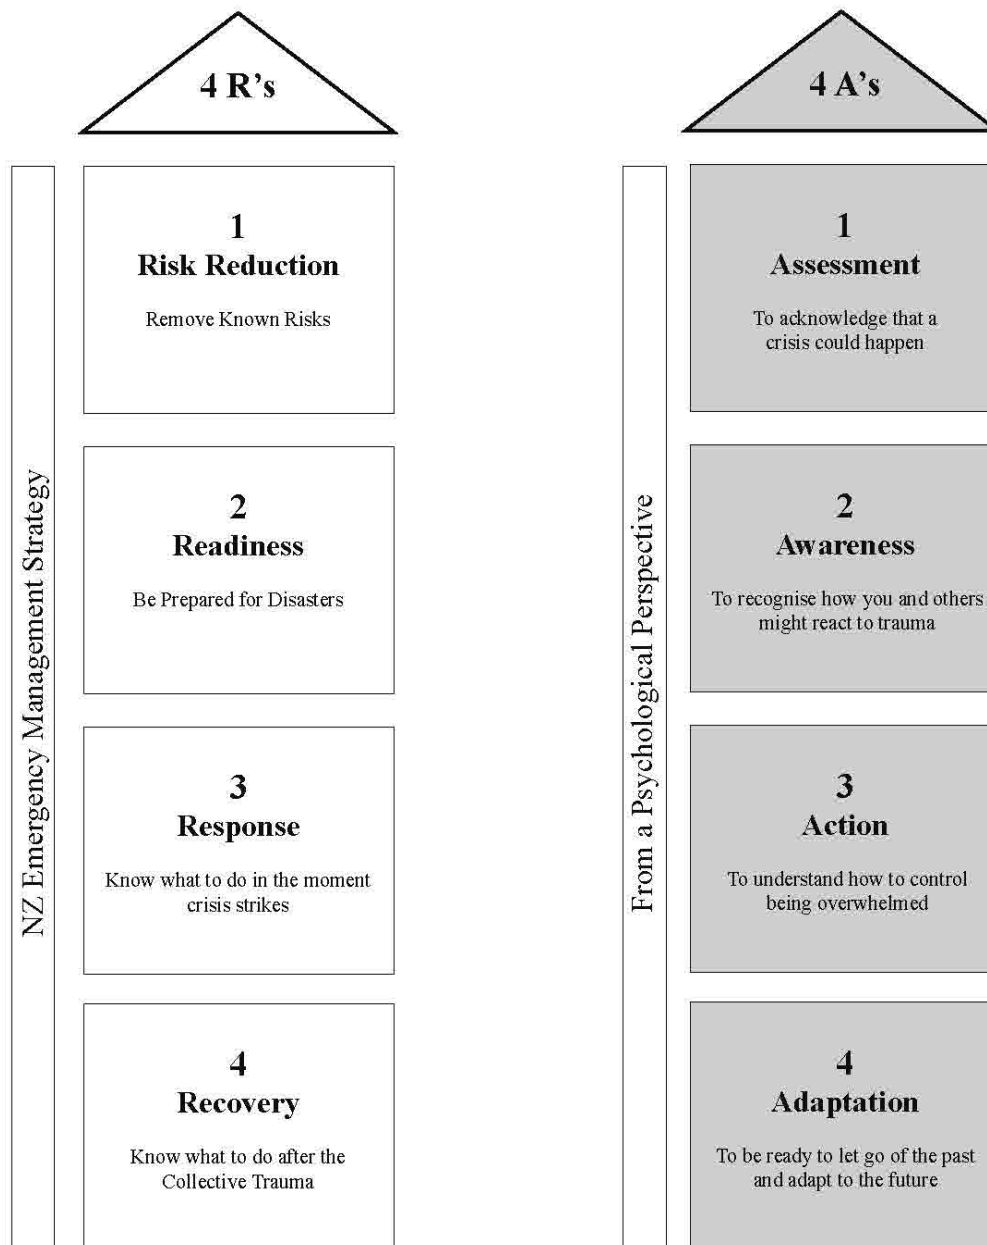 4 R’s
NZ Emergency Management Strategy
1
Risk Reduction
Remove Known Risks
2
Readiness
Be Prepared for Disasters
3
Response
Know what to do in the moment
crisis strikes
4
Recovery
Know what to do after the
Collective Trauma
4 A’s
From a Psychological Perspective
1
Assessment
To acknowledge that a
crisis could happen
2
Awareness
To recognise how you and others
might react to trauma
3
Action
To understand how to control
being overwhelmed
4
Adaptation
To be ready to let go of the past
and adapt to the future